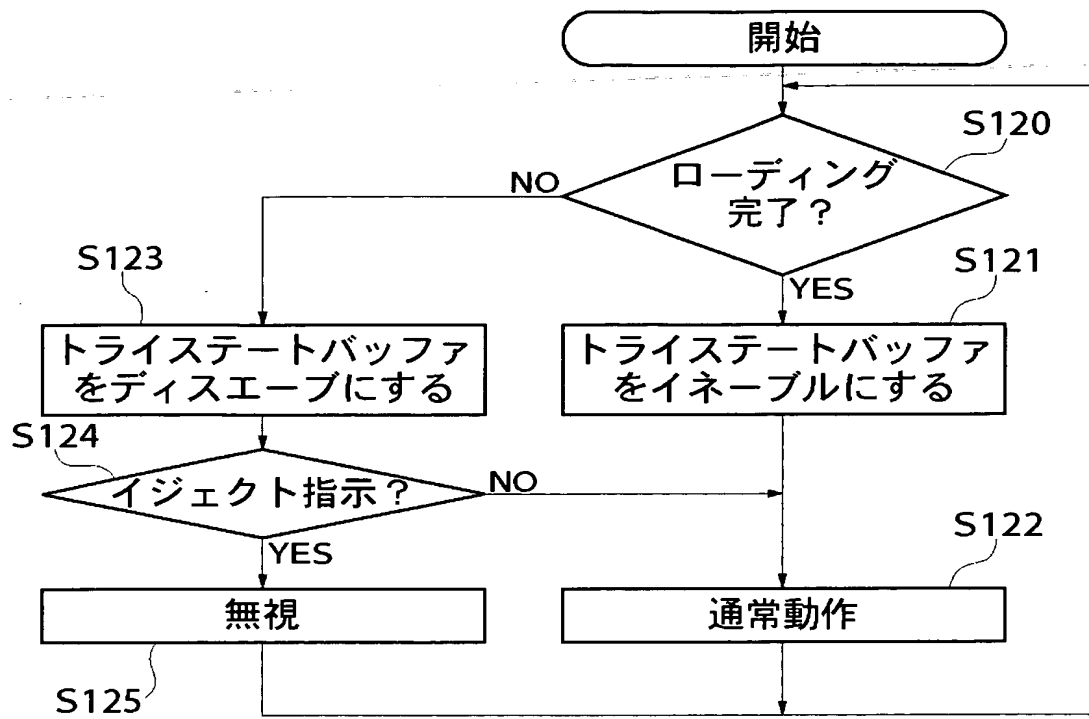 開始
S120
ローディング
完了?
NO
YES
S123
S121
トライステートバッファ
をディスエーブにする
トライステートバッファ
をイネーブルにする
S124
イジェクト指示?
NO
YES
S122
無視
通常動作
S125